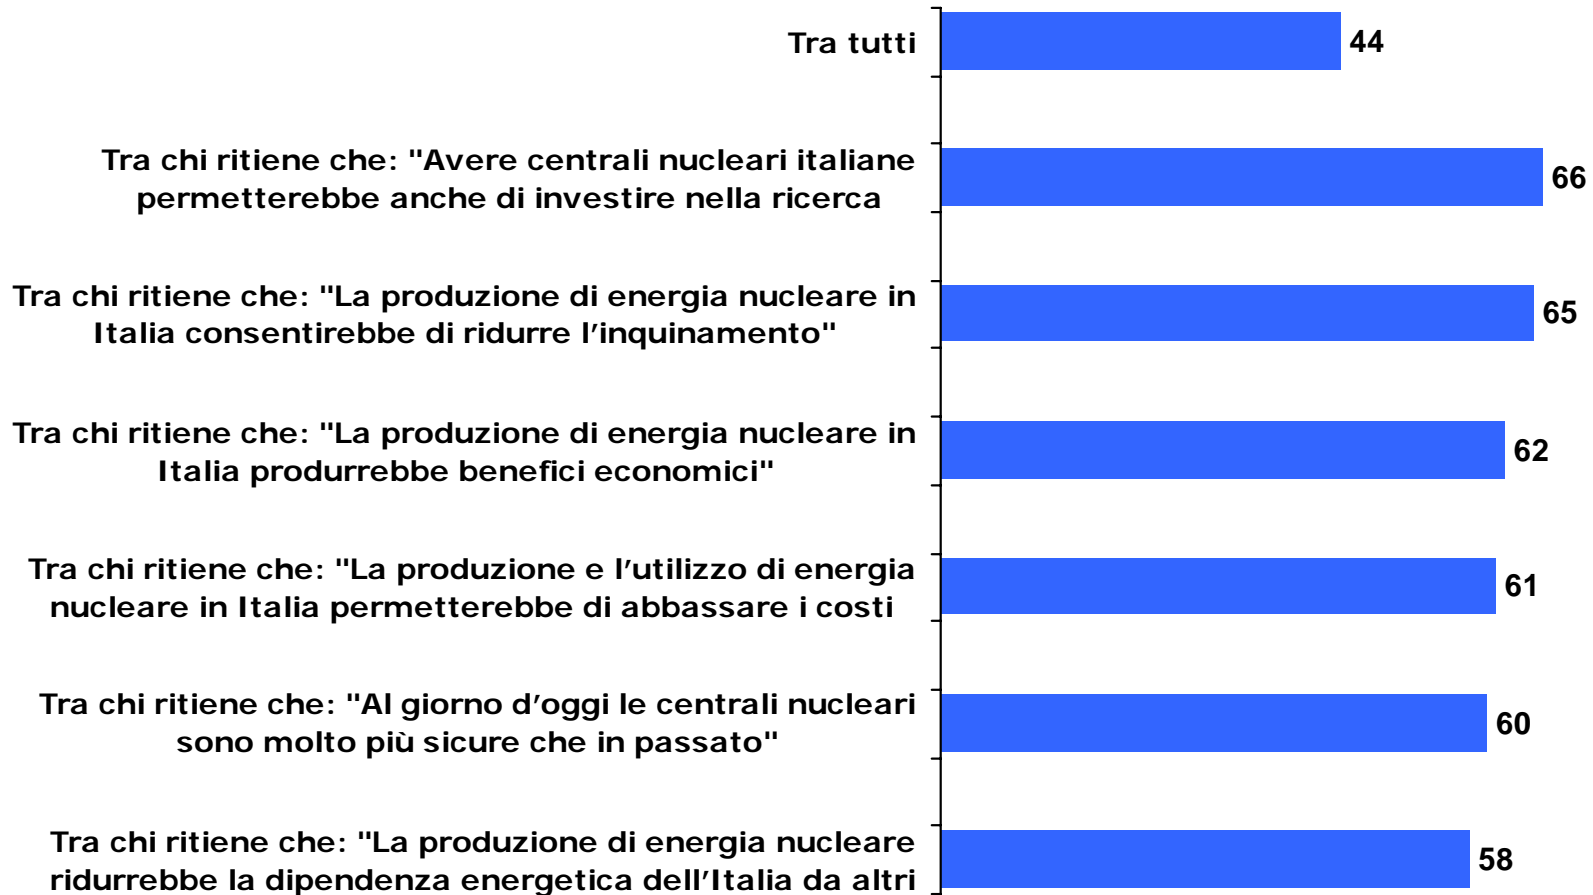 Tra tutti
44
Tra chi ritiene che: "Avere centrali nucleari italiane
permetterebbe anche di investire nella ricerca
66
Tra chi ritiene che: "La produzione di energia nucleare in
Italia consentirebbe di ridurre l’inquinamento"
65
Tra chi ritiene che: "La produzione di energia nucleare in
Italia produrrebbe benefici economici"
62
Tra chi ritiene che: "La produzione e l'utilizzo di energia
nucleare in Italia permetterebbe di abbassare i costi
61
Tra chi ritiene che: "Al giorno d’oggi le centrali nucleari
sono molto più sicure che in passato"
60
Tra chi ritiene che: "La produzione di energia nucleare
ridurrebbe la dipendenza energetica dell’Italia da altri
58